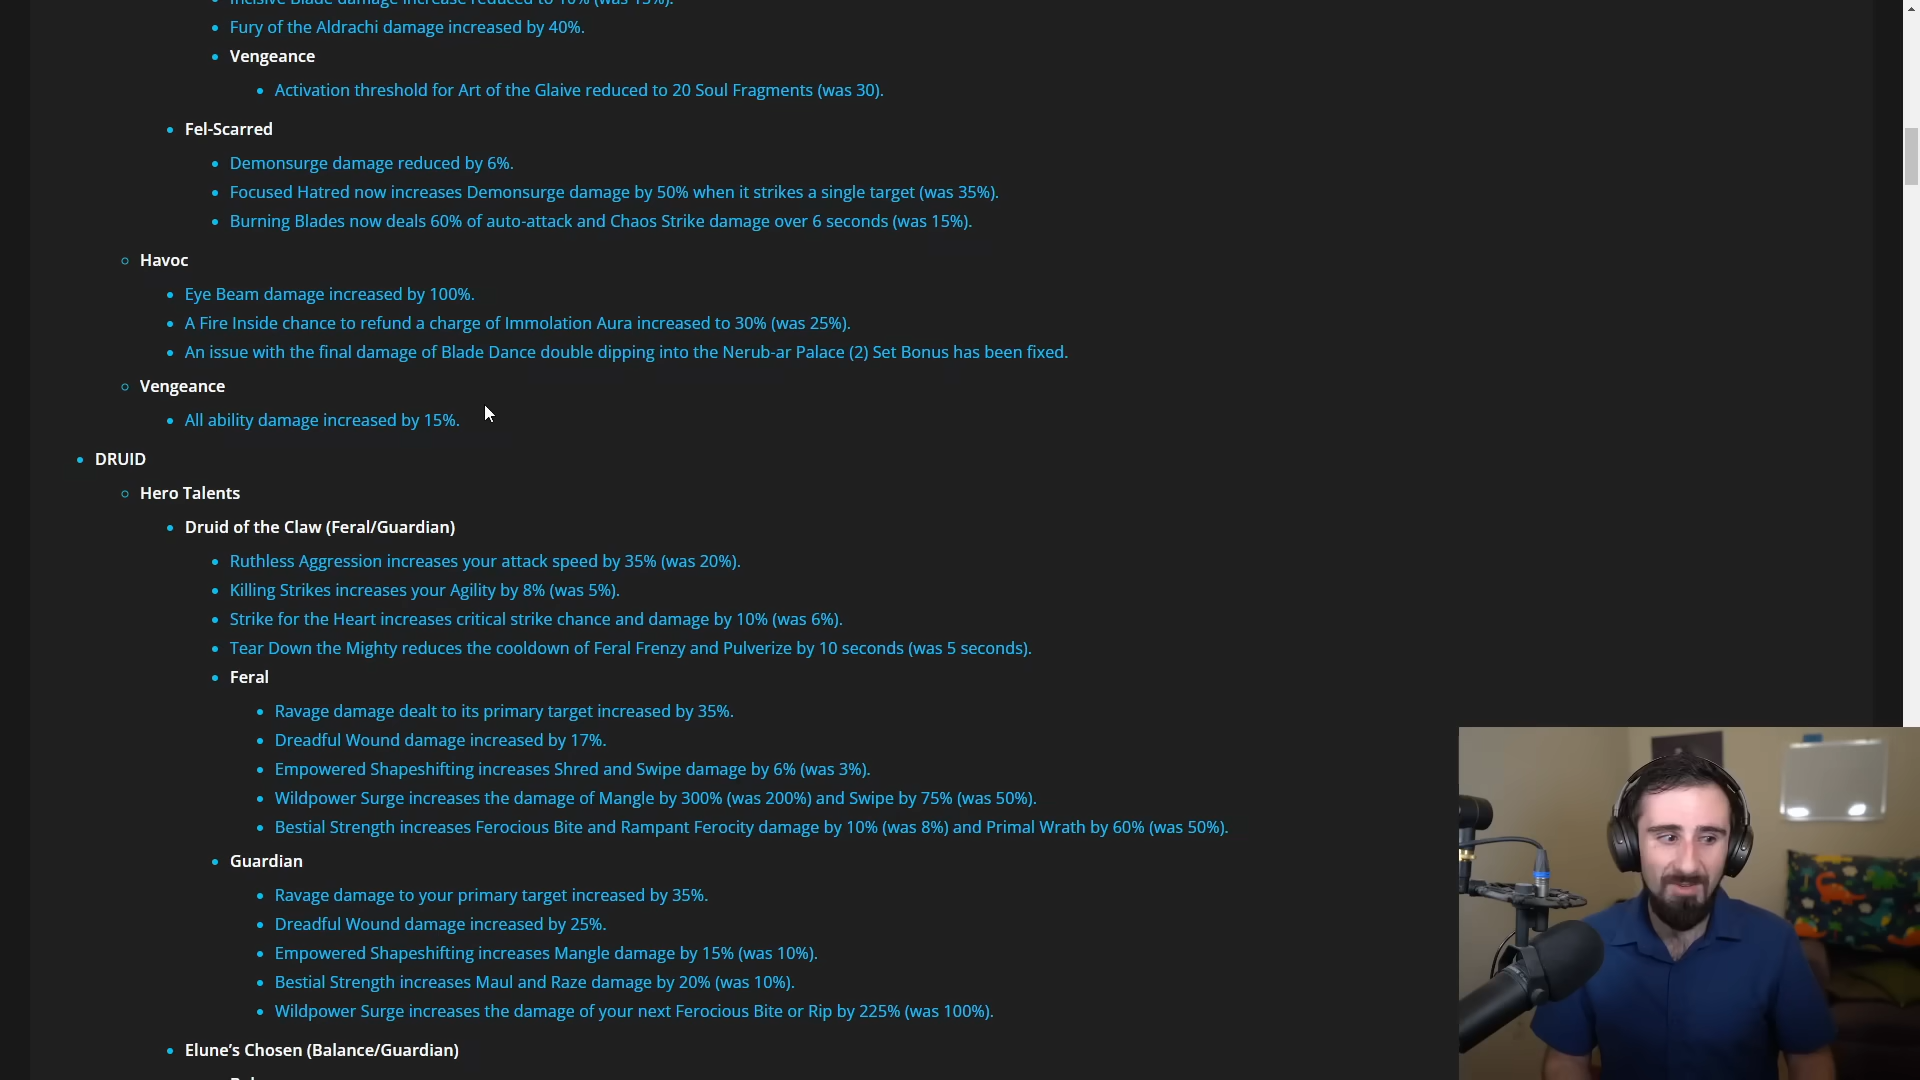 Incisive Blade damage increase reduced to 10% (was 15%).
Fury of the Aldrachi damage increased by 40%.
Vengeance
Activation threshold for Art of the Glaive reduced to 20 Soul Fragments (was 30).
Fel-Scarred
Demonsurge damage reduced by 6%.
Focused Hatred now increases Demonsurge damage by 50% when it strikes a single target (was 35%).
Burning Blades now deals 60% of auto-attack and Chaos Strike damage over 6 seconds (was 15%).
Havoc
Eye Beam damage increased by 100%.
A Fire Inside chance to refund a charge of Immolation Aura increased to 30% (was 25%).
An issue with the final damage of Blade Dance double dipping into the Nerub-ar Palace (2) Set Bonus has been fixed.
Vengeance
All ability damage increased by 15%.
DRUID
Hero Talents
Druid of the Claw (Feral/Guardian)
Ruthless Aggression increases your attack speed by 35% (was 20%).
Killing Strikes increases your Agility by 8% (was 5%).
Strike for the Heart increases critical strike chance and damage by 10% (was 6%).
Tear Down the Mighty reduces the cooldown of Feral Frenzy and Pulverize by 10 seconds (was 5 seconds).
Feral
Ravage damage dealt to its primary target increased by 35%.
Dreadful Wound damage increased by 17%.
Empowered Shapeshifting increases Shred and Swipe damage by 6% (was 3%).
Wildpower Surge increases the damage of Mangle by 300% (was 200%) and Swipe by 75% (was 50%).
Bestial Strength increases Ferocious Bite and Rampant Ferocity damage by 10% (was 8%) and Primal Wrath by 60% (was 50%).
Guardian
Ravage damage to your primary target increased by 35%.
Dreadful Wound damage increased by 25%.
Empowered Shapeshifting increases Mangle damage by 15% (was 10%).
Bestial Strength increases Maul and Raze damage by 20% (was 10%).
Wildpower Surge increases the damage of your next Ferocious Bite or Rip by 225% (was 100%).
Elune’s Chosen (Balance/Guardian)